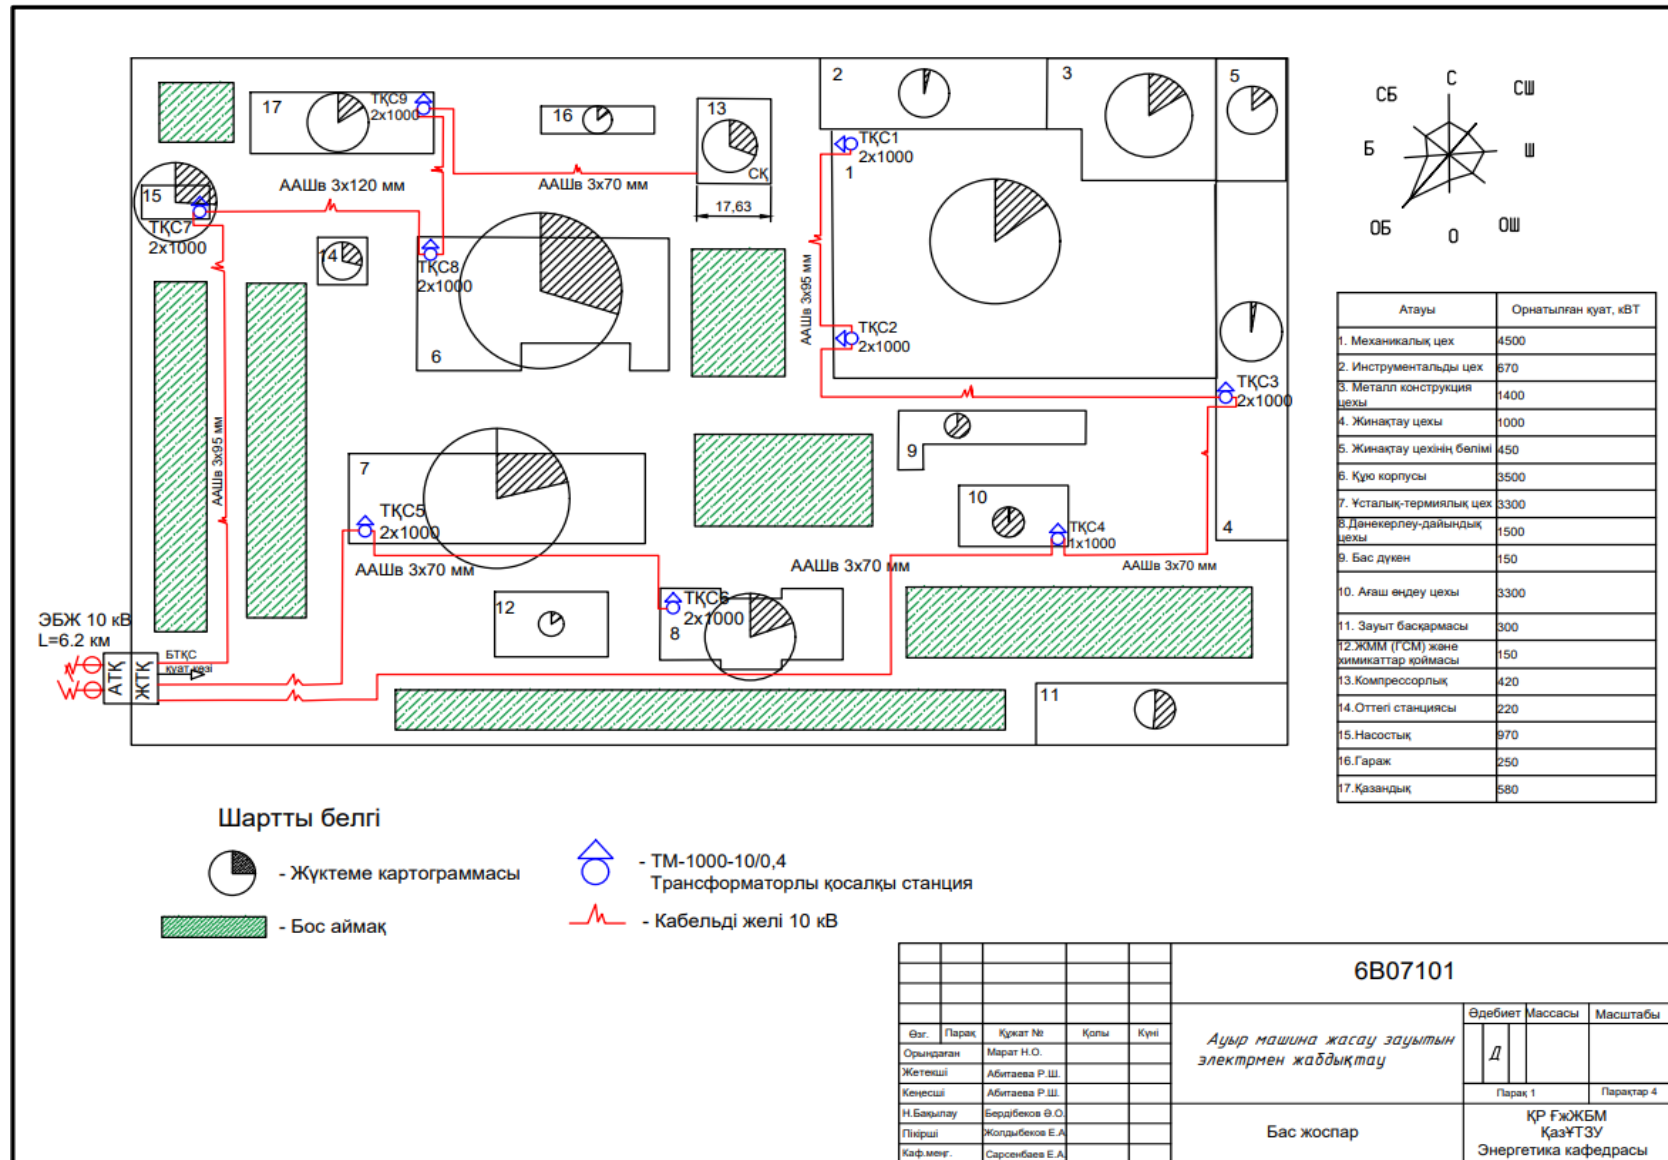 17
ТҚС9
2х1000
16
13
СҚ
17,63
2
3
5
ТҚС1
2х1000
1
С
СБ
СШ
Б
Ш
ОБ
О
ОШ
15
ТҚС7
2х1000
ААШв 3х120 мм
ААШв 3х70 мм
14
ТҚС8
2х1000
6
ААШв 3х95 мм
ТҚС2
2х1000
ТҚС3
2х1000
4
9
10
ТҚС4
1х1000
ААШв 3х95 мм
7
ТҚС5
2х1000
ААШв 3х70 мм
ААШв 3х70 мм
ААШв 3х70 мм
12
ТҚС6
2х1000
8
11
ЭБЖ 10 кВ
L=6.2 км
АТҚ
ЖТҚ
БТҚС
қуат көзі
Атауы Орнатылған қуат, кВТ
1. Механикалық цех 4500
2. Инструментальды цех 670
3. Металл конструкция
цехы 1400
4. Жинақтау цехы 1000
5. Жинақтау цехінің бөлімі 450
6. Құю корпусы 3500
7. Ұсталық-термиялық цех 3300
8.Дәнекерлеу-дайындық
цехы 1500
9. Бас дүкен 150
10. Ағаш өңдеу цехы 3300
11. Зауыт басқармасы 300
12.ЖММ (ГСМ) және
химикаттар қоймасы 150
13.Компрессорлық 420
14.Оттегі станциясы 220
15.Насостық 970
16.Гараж 250
17.Қазандық 580
Шартты белгі
- Жүктеме картограммасы
- Бос аймақ
- ТМ-1000-10/0,4
Трансформаторлы қосалқы станция
- Кабельді желі 10 кВ
6В07101
Өзг. Парақ Құжат № Қолы Күні
Орындаған Марат Н.О.
Жетекші Абитаева Р.Ш.
Кеңесші Абитаева Р.Ш.
Н.Бақылау Бердібеков Ә.О.
Пікірші Жолдыбеков Е.А
Каф.меңг. Сарсенбаев Е.А
Ауыр машина жасау зауытын
электрмен жабдықтау
Әдебиет Массасы Масштабы
Д
Парақ 1 Парақтар 4
Бас жоспар
ҚР ҒжЖБМ
ҚазҰТЗУ
Энергетика кафедрасы